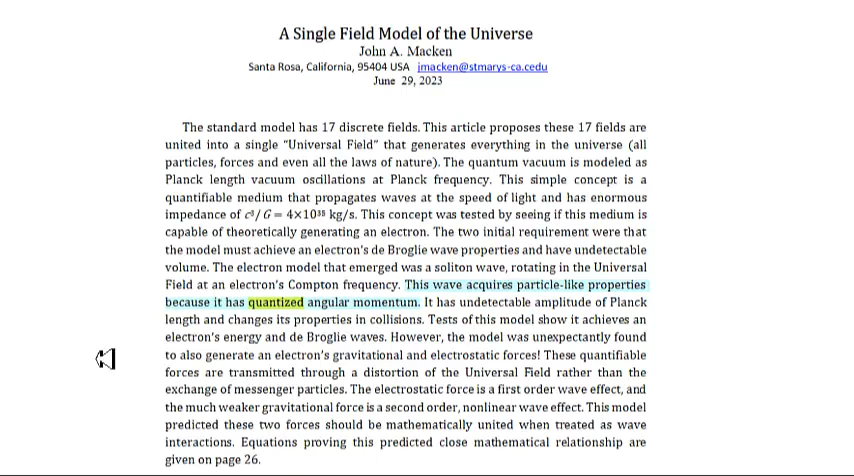 A Single Field Model of the Universe
John A. Macken
Santa Rosa, California, 95404 USA jmacken@stmarys-ca.cedu
June 29, 2023
The standard model has 17 discrete fields. This article proposes these 17 fields are
united into a single "Universal Field" that generates everything in the universe (all
particles, forces and even all the laws of nature). The quantum vacuum is modeled as
Planck length vacuum oscillations at Planck frequency. This simple concept is a
quantifiable medium that propagates waves at the speed of light and has enormous
impedance of c³/G = 4×10³⁵ kg/s. This concept was tested by seeing if this medium is
capable of theoretically generating an electron. The two initial requirement were that
the model must achieve an electron's de Broglie wave properties and have undetectable
volume. The electron model that emerged was a soliton wave, rotating in the Universal
Field at an electron's Compton frequency. This wave acquires particle-like properties
because it has quantized angular momentum. It has undetectable amplitude of Planck
length and changes its properties in collisions. Tests of this model show it achieves an
electron's energy and de Broglie waves. However, the model was unexpectantly found
to also generate an electron's gravitational and electrostatic forces! These quantifiable
forces are transmitted through a distortion of the Universal Field rather than the
exchange of messenger particles. The electrostatic force is a first order wave effect, and
the much weaker gravitational force is a second order, nonlinear wave effect. This model
predicted these two forces should be mathematically united when treated as wave
interactions. Equations proving this predicted close mathematical relationship are
given on page 26.